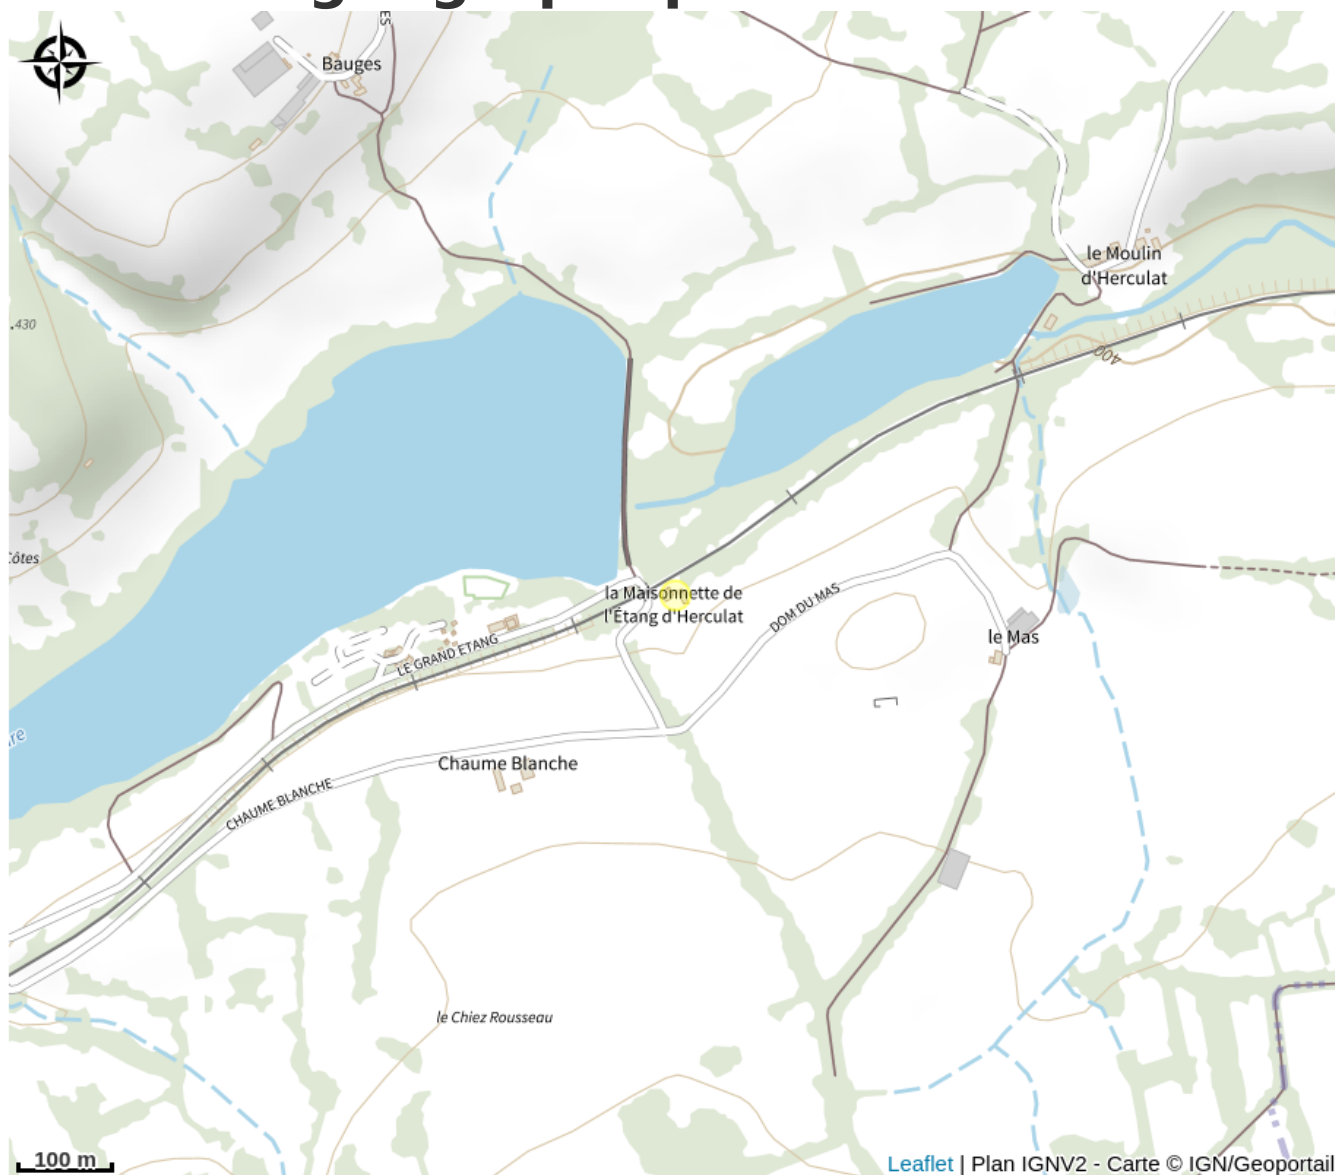 ES
Bauges
le Moulin
d'Herculat
.430
400
Côtes
la Maisonnette de
l'Étang d'Herculat
DOM DU MAS
le Mas
LE GRAND ETANG
Chaume Blanche
CHAUME BLANCHE
le Chiez Rousseau
100 m
Leaflet | Plan IGNV2 - Carte © IGN/Geoportail